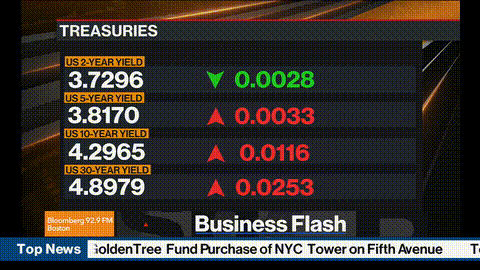 TREASURIES
US 2-YEAR YIELD
3.7296 0.0028
US 5-YEAR YIELD
3.8170 0.0033
US 10-YEAR YIELD
4.2965 0.0116
US 30-YEAR YIELD
4.8979 0.0253
Bloomberg 92.9 FM
Boston
Business Flash
Top News GoldenTree Fund Purchase of NYC Tower on Fifth Avenue